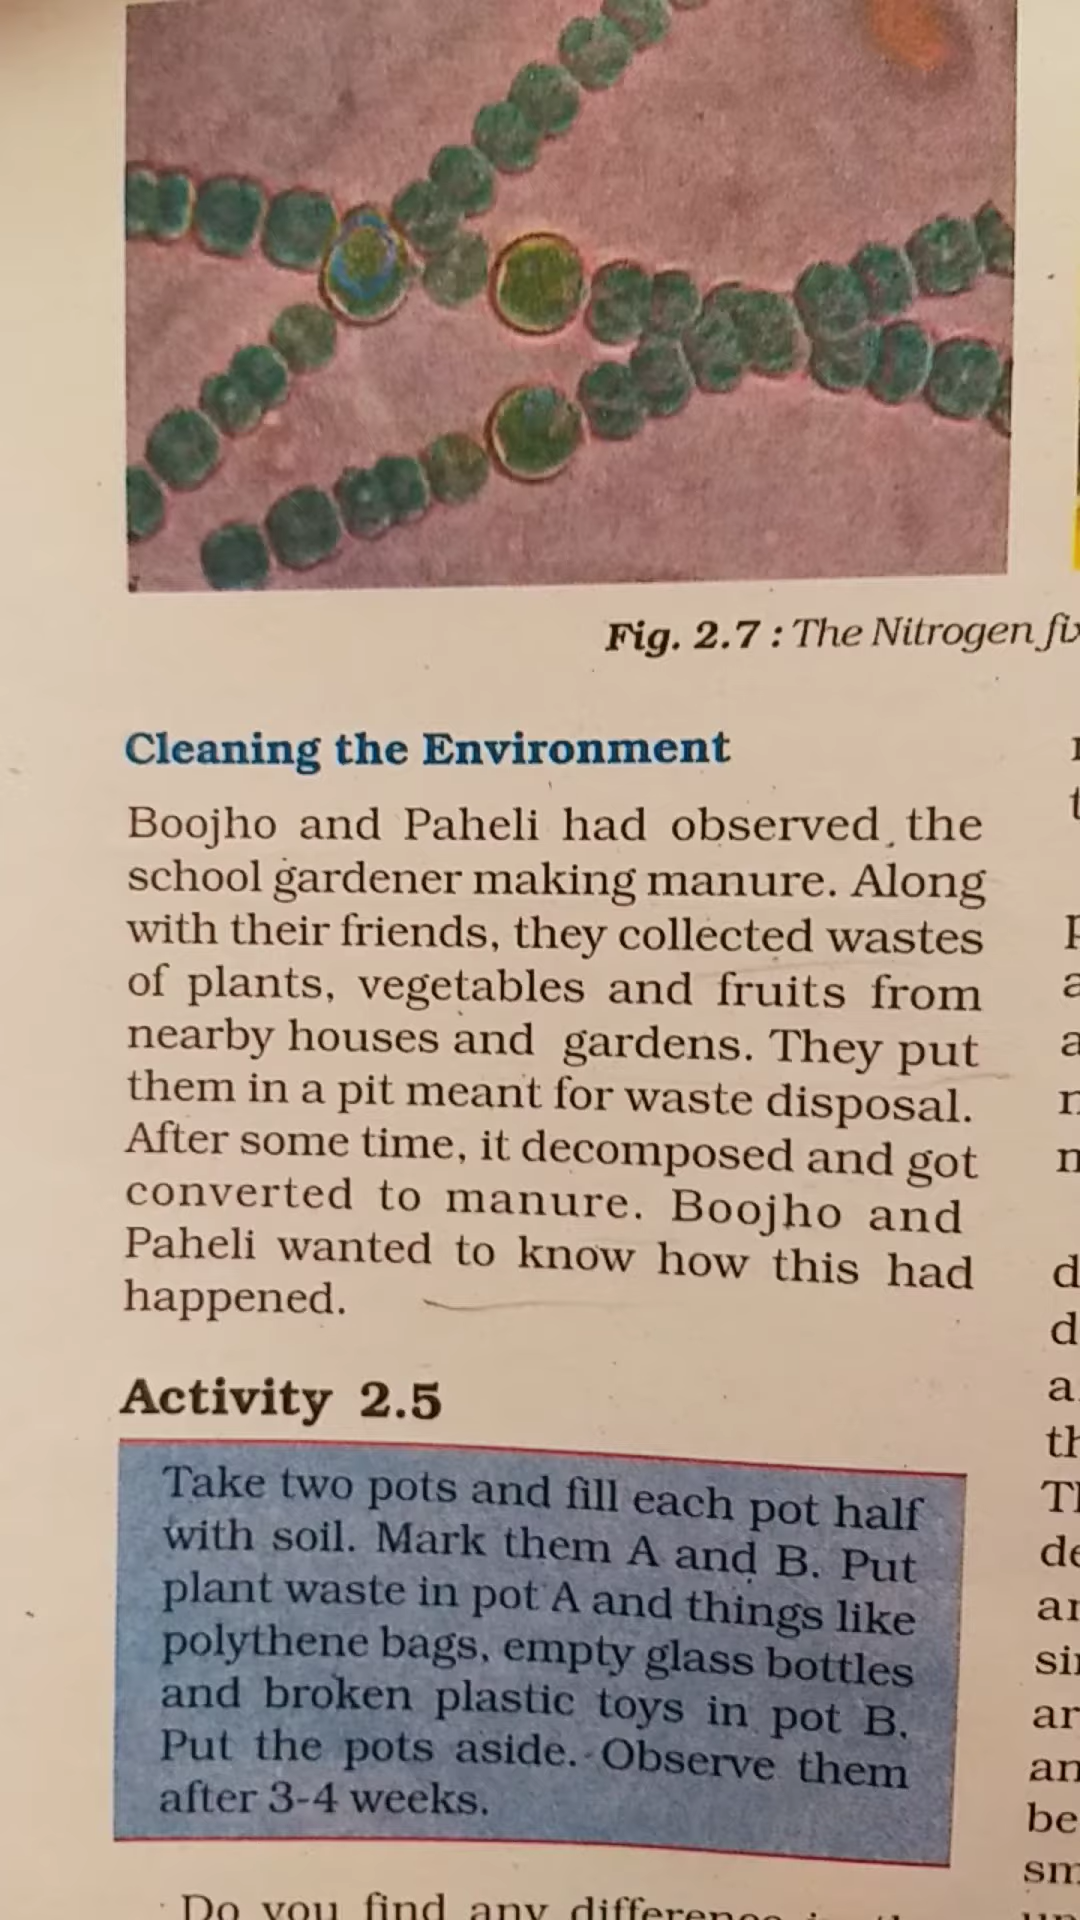 Fig. 2.7 : The Nitrogen
Cleaning the Environment
Boojho and Paheli had observed the
school gardener making manure. Along
with their friends, they collected wastes
of plants, vegetables and fruits from
nearby houses and gardens. They put
them in a pit meant for waste disposal.
After some time, it decomposed and got
converted to manure. Boojho and
Paheli wanted to know how this had
happened.
Activity 2.5
Take two pots and fill each pot half
with soil. Mark them A and B. Put
plant waste in pot A and things like
polythene bags, empty glass bottles
and broken plastic toys in pot B.
Put the pots aside. Observe them
after 3-4 weeks.
Do you find any difference